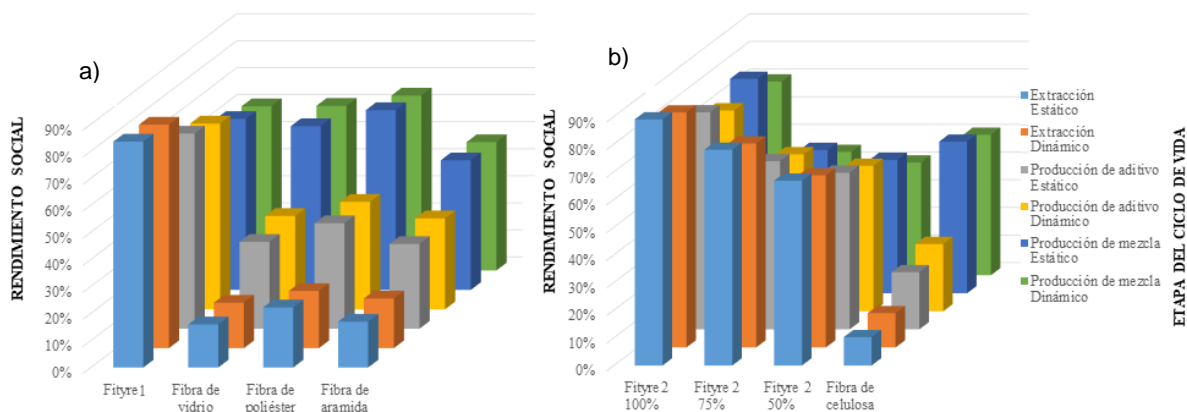 a)
RENDIMIENTO SOCIAL
90%
80%
70%
60%
50%
40%
30%
20%
10%
0%
Fityre1
Fibra de
vidrio
Fibra de
poliéster
Fibra de
aramida
b)
RENDIMIENTO SOCIAL
90%
80%
70%
60%
50%
40%
30%
20%
10%
0%
Fityre 2
100%
Fityre 2
75%
Fityre 2
50%
Fibra de
celulosa
Extracción
Estático
Extracción
Dinámico
Producción de aditivo
Estático
Producción de aditivo
Dinámico
Producción de mezcla
Estático
Producción de mezcla
Dinámico
ETAPA DEL CICLO DE VIDA